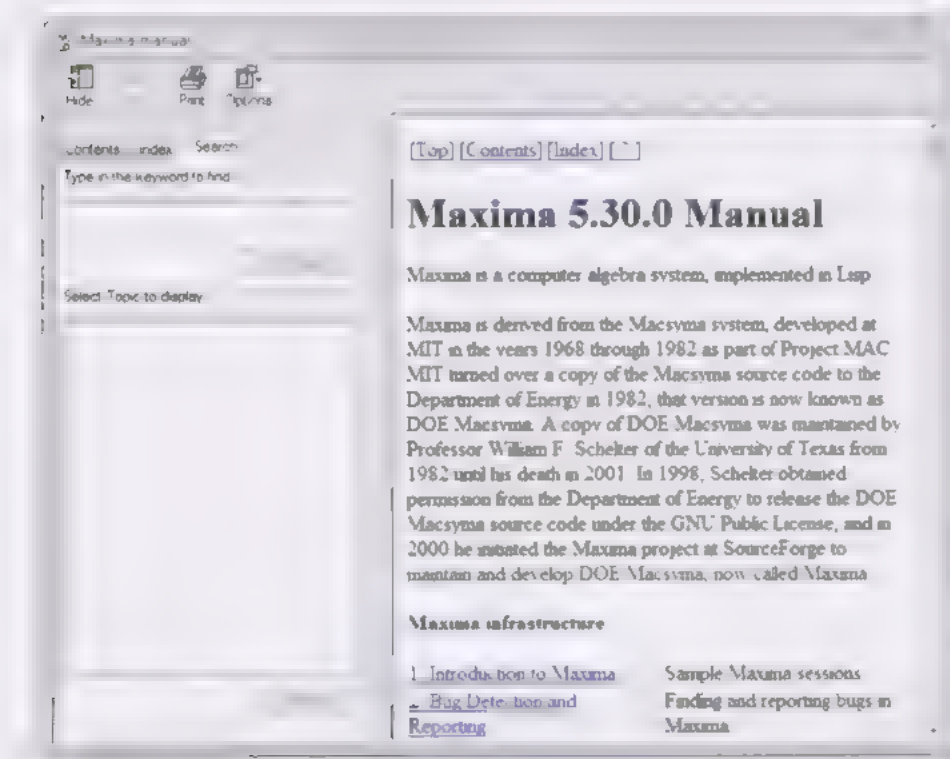 Maxima manual
Hide Print Options
Contents Index Search
Type in the keyword to find
Select Topic to display
[Top] [Contents] [Index] [ ? ]
Maxima 5.30.0 Manual
Maxima is a computer algebra system, implemented in Lisp
Maxima is derived from the Macsyma system, developed at
MIT in the years 1968 through 1982 as part of Project MAC
MIT turned over a copy of the Macsyma source code to the
Department of Energy in 1982, that version is now known as
DOE Macsyma. A copy of DOE Macsyma was maintained by
Professor William F. Schelter of the University of Texas from
1982 until his death in 2001. In 1998, Schelter obtained
permission from the Department of Energy to release the DOE
Macsyma source code under the GNU Public License, and in
2000 he initiated the Maxima project at SourceForge to
maintain and develop DOE Macsyma, now called Maxima
Maxima infrastructure
1. Introduction to Maxima Sample Maxima sessions
Bug Detection and Finding and reporting bugs in
Reporting Maxima